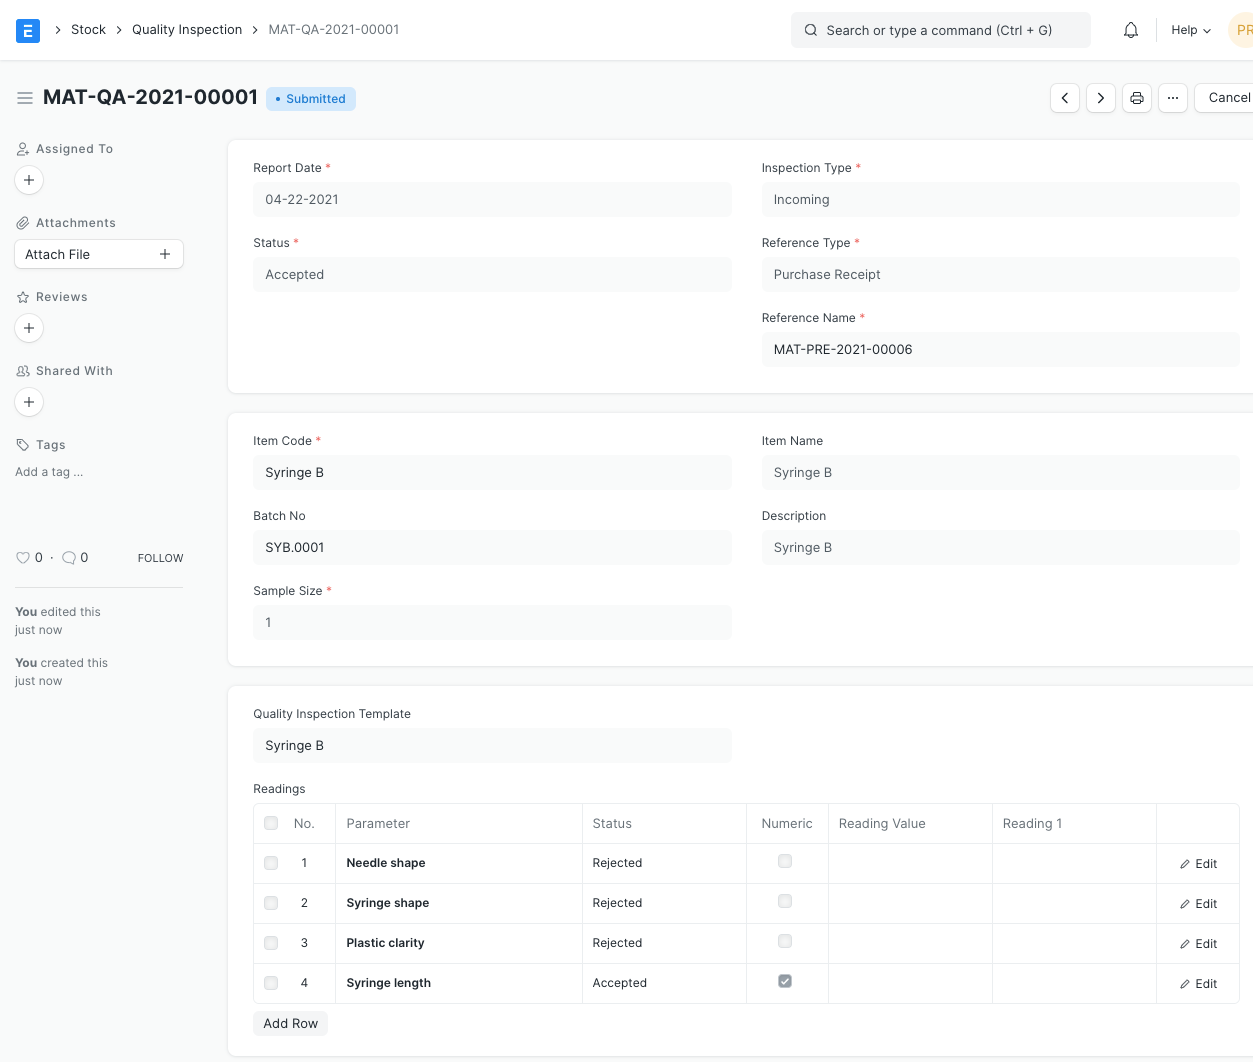 Stock Quality Inspection MAT-QA-2021-00001
Search or type a command (Ctrl + G)
Help
PR
MAT-QA-2021-00001
• Submitted
···
Cancel
Assigned To
+
Attachments
Attach File +
Reviews
+
Shared With
+
Tags
Add a tag ...
0 · 0 FOLLOW
You edited this
just now
You created this
just now
Report Date *
04-22-2021
Status *
Accepted
Inspection Type *
Incoming
Reference Type *
Purchase Receipt
Reference Name *
MAT-PRE-2021-00006
Item Code *
Syringe B
Batch No
SYB.0001
Sample Size *
1
Item Name
Syringe B
Description
Syringe B
Quality Inspection Template
Syringe B
Readings
No. Parameter Status Numeric Reading Value Reading 1
1 Needle shape Rejected Edit
2 Syringe shape Rejected Edit
3 Plastic clarity Rejected Edit
4 Syringe length Accepted Edit
Add Row